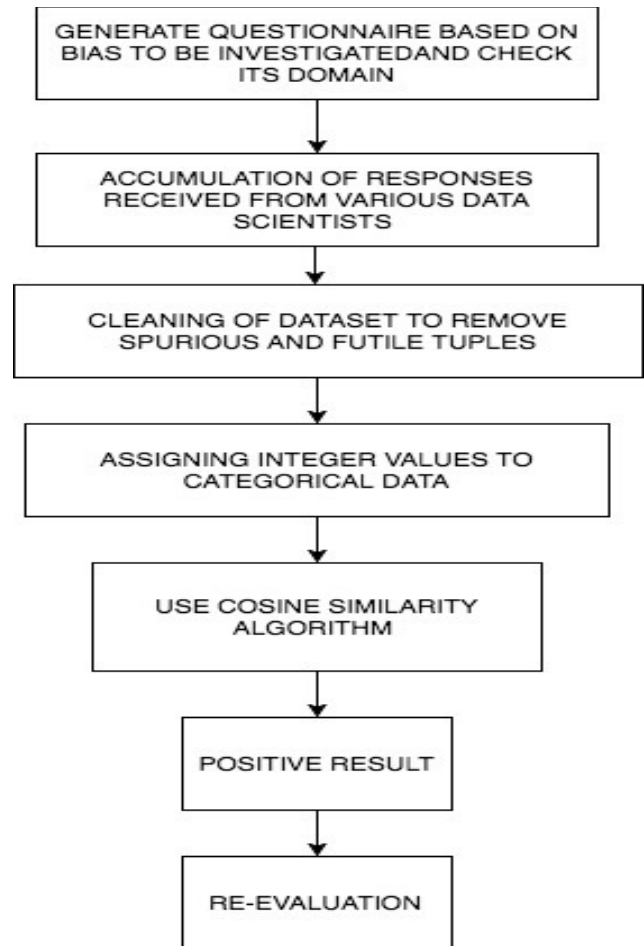 GENERATE QUESTIONNAIRE BASED ON
BIAS TO BE INVESTIGATEDAND CHECK
ITS DOMAIN
ACCUMULATION OF RESPONSES
RECEIVED FROM VARIOUS DATA
SCIENTISTS
CLEANING OF DATASET TO REMOVE
SPURIOUS AND FUTILE TUPLES
ASSIGNING INTEGER VALUES TO
CATEGORICAL DATA
USE COSINE SIMILARITY
ALGORITHM
POSITIVE RESULT
RE-EVALUATION